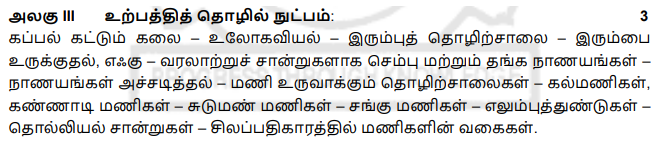 அலகு III உற்பத்தித் தொழில் நுட்பம்: 3
கப்பல் கட்டும் கலை – உலோகவியல் – இரும்புத் தொழிற்சாலை – இரும்பை
உருக்குதல், எஃகு – வரலாற்றுச் சான்றுகளாக செம்பு மற்றும் தங்க நாணயங்கள் –
நாணயங்கள் அச்சடித்தல் – மணி உருவாக்கும் தொழிற்சாலைகள் – கல்மணிகள்,
கண்ணாடி மணிகள் – சுடுமண் மணிகள் – சங்கு மணிகள் – எலும்புத்துண்டுகள் –
தொல்லியல் சான்றுகள் – சிலப்பதிகாரத்தில் மணிகளின் வகைகள்.